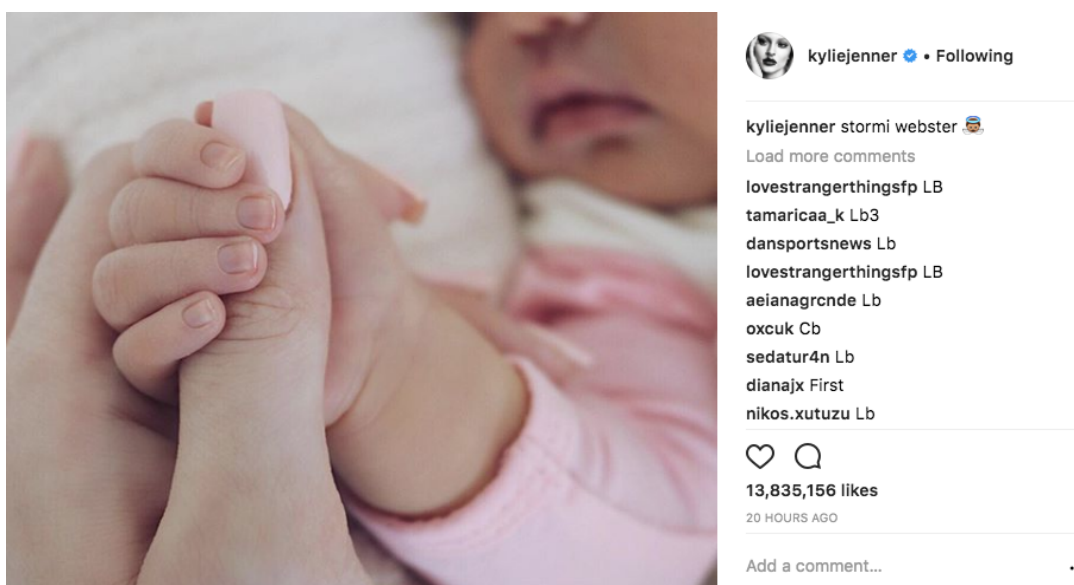 kyliejenner • Following
kyliejenner stormi webster 👼🏽
Load more comments
lovestrangerthingsfp LB
tamaricaa_k Lb3
dansportsnews Lb
lovestrangerthingsfp LB
aeianagrcnde Lb
oxcuk Cb
sedatur4n Lb
dianajx First
nikos.xutuzu Lb
13,835,156 likes
20 HOURS AGO
Add a comment...